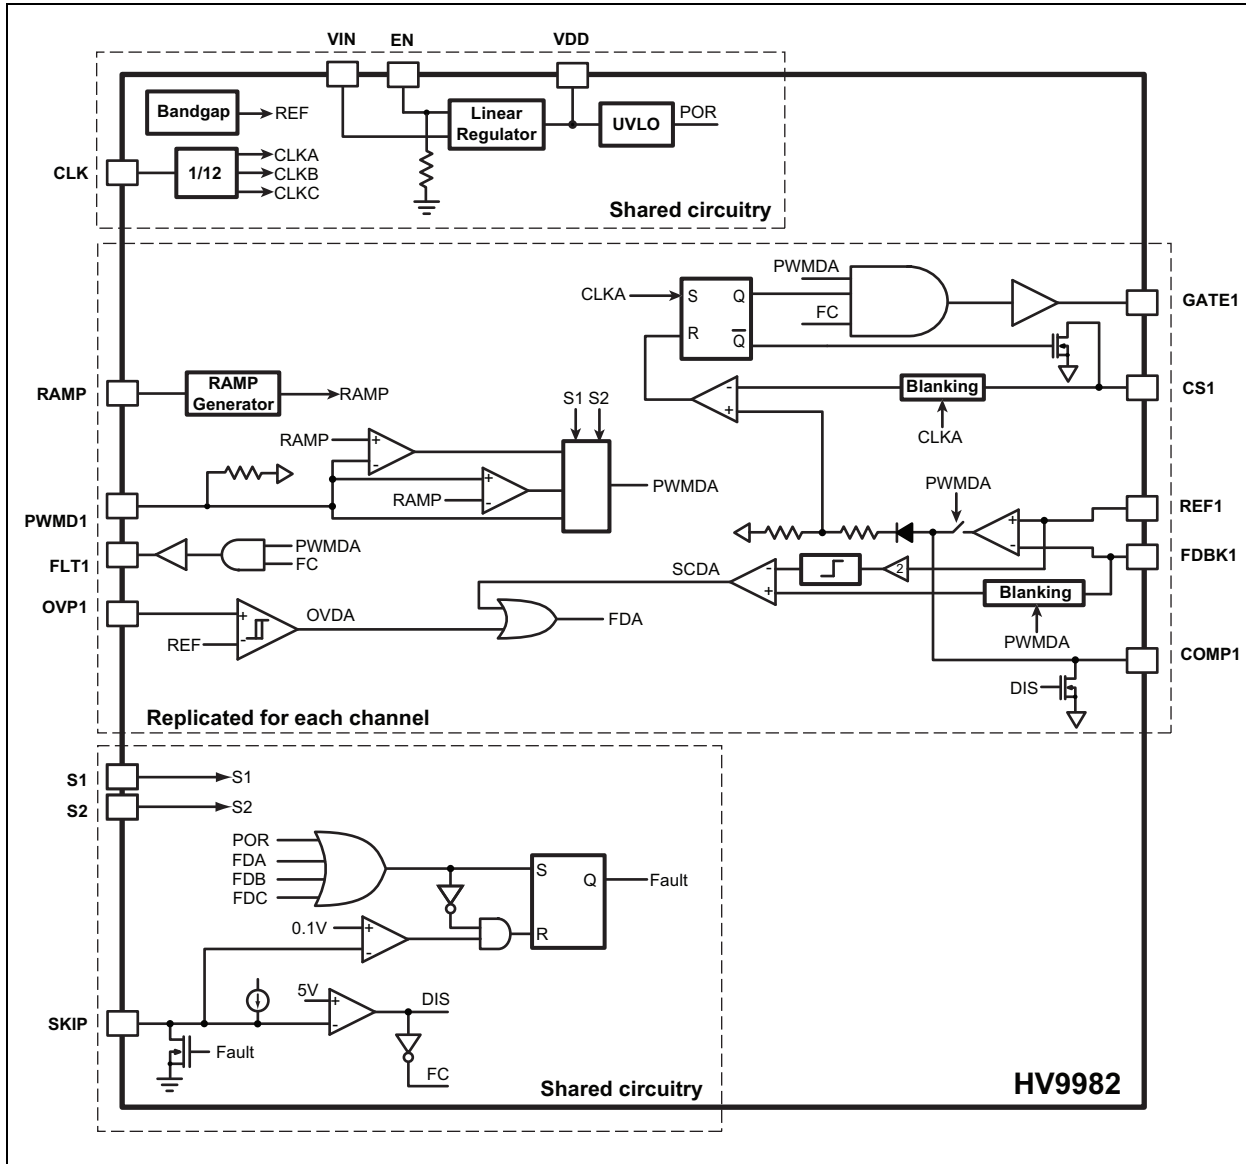 VIN EN VDD
Bandgap
REF
Linear
Regulator
UVLO
POR
CLK
1/12
CLKA
CLKB
CLKC
Shared circuitry
PWMDA
CLKA
S
Q
FC
R
Q
GATE1
RAMP
RAMP
Generator
RAMP
-
+
Blanking
CS1
CLKA
S1 S2
RAMP
+
-
+
RAMP
-
PWMDA
PWMDA
PWMD1
REF1
+
-
FLT1
PWMDA
FC
SCDA
-
+
2
FDBK1
Blanking
OVP1
+
OVDA
REF
-
FDA
PWMDA
COMP1
DIS
Replicated for each channel
S1
S1
S2
S2
POR
FDA
FDB
FDC
S
Q
Fault
R
0.1V
+
-
5V
+
-
DIS
SKIP
Fault
FC
Shared circuitry
HV9982